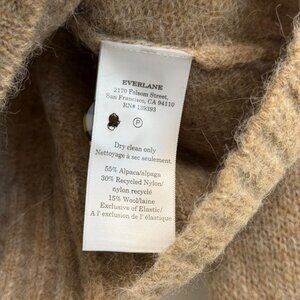 EVERLANE
2170 Folsom Street,
San Francisco, CA 94110
RN# 139393
P
Dry clean only
Nettoyage à sec seulement.
55% Alpaca/alpaga
30% Recycled Nylon/
nylon recyclé
15% Wool/laine
Exclusive of Elastic/
A l' exclusion de l' élastique